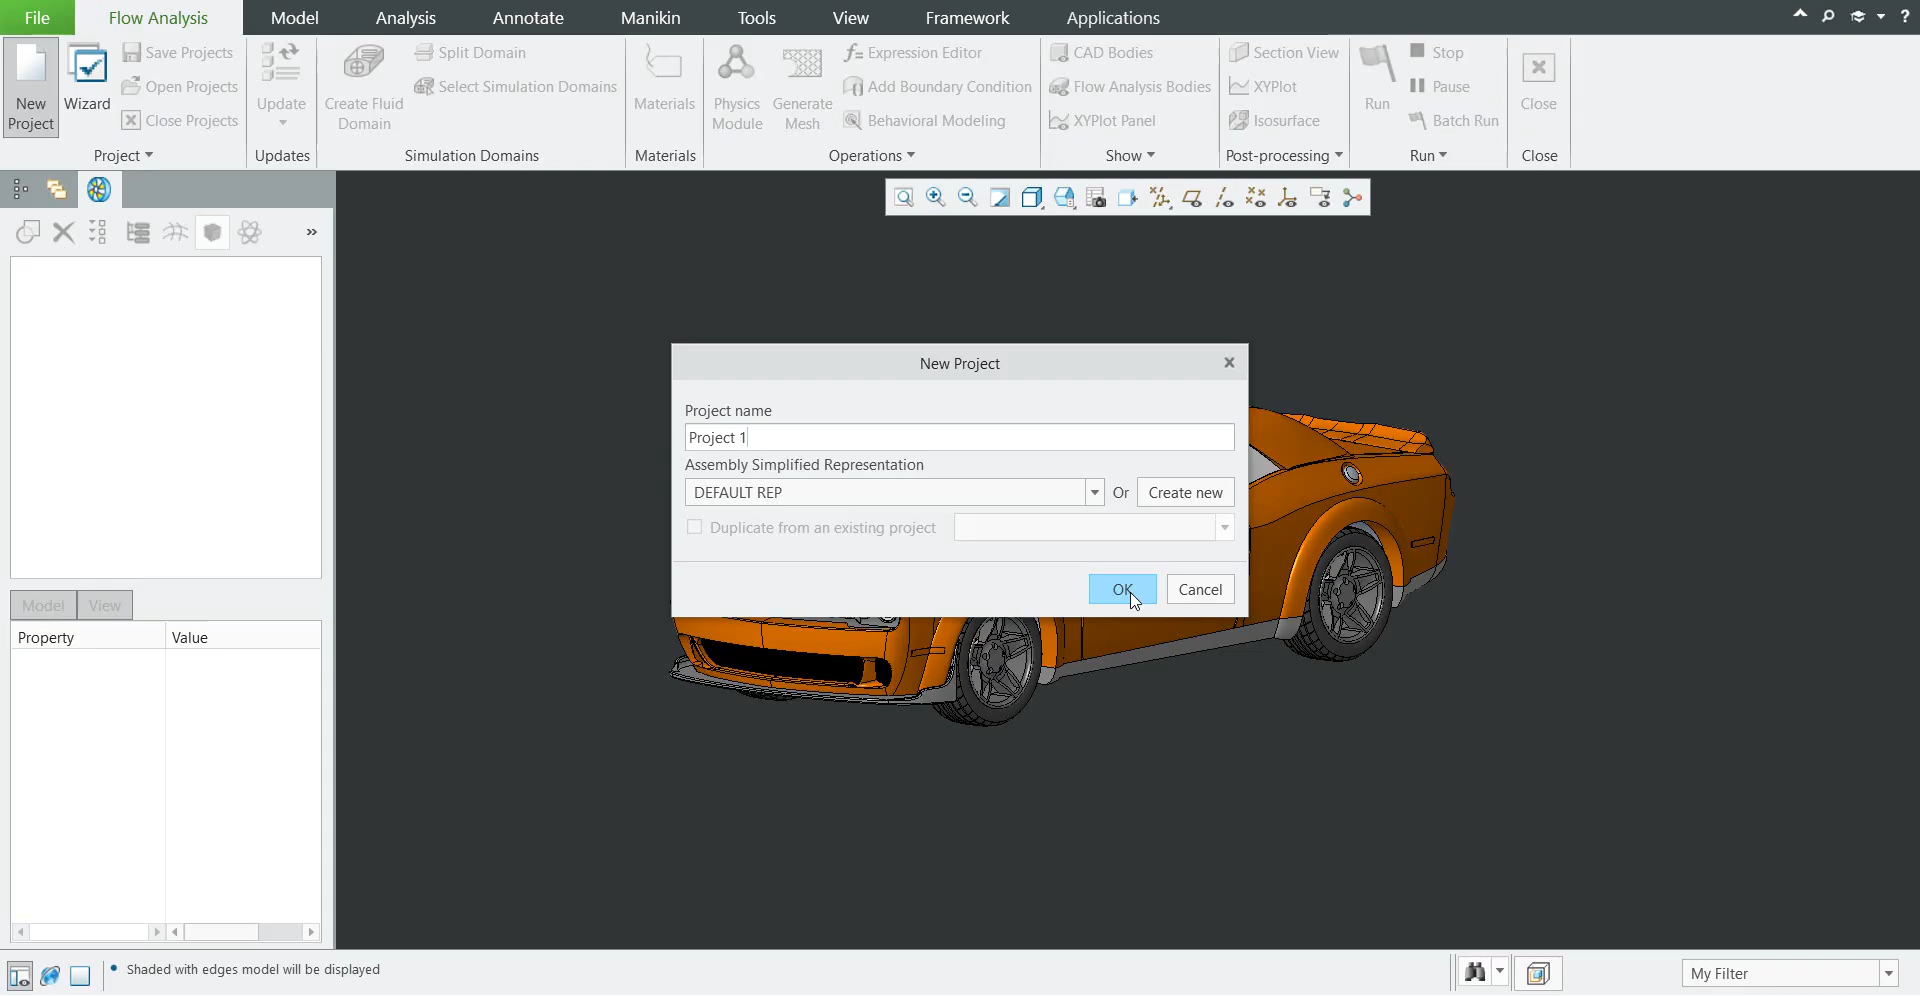 File
Flow Analysis
Model
Analysis
Annotate
Manikin
Tools
View
Framework
Applications
New Project
Wizard
Save Projects
Open Projects
Close Projects
Project
Update
Updates
Create Fluid Domain
Split Domain
Select Simulation Domains
Simulation Domains
Materials
Materials
Physics Module
Generate Mesh
Expression Editor
Add Boundary Condition
Behavioral Modeling
Operations
CAD Bodies
Flow Analysis Bodies
XYPlot Panel
Show
Section View
XYPlot
Isosurface
Post-processing
Run
Stop
Pause
Batch Run
Run
Close
Close
New Project
Project name
Project 1
Assembly Simplified Representation
DEFAULT REP
Or
Create new
Duplicate from an existing project
OK
Cancel
Model
View
Property
Value
Shaded with edges model will be displayed
My Filter